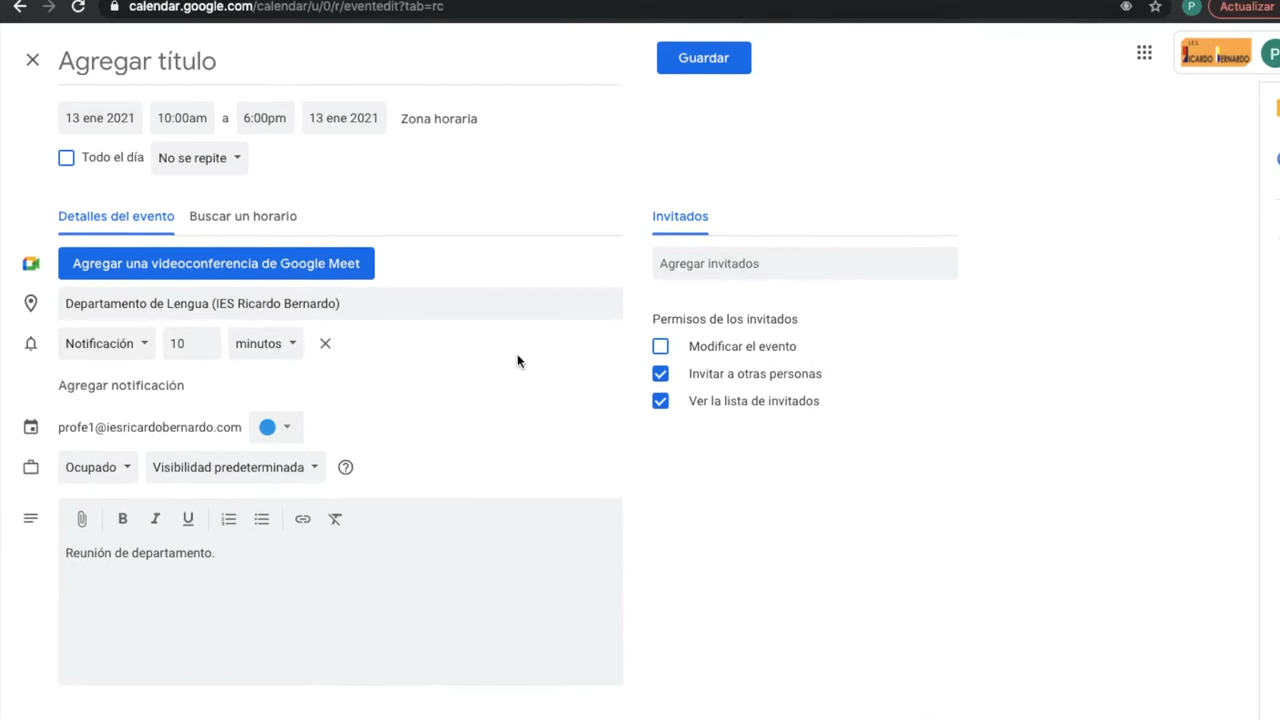 calendar.google.com/calendar/u/0/r/eventedit?tab=rc
P
Actualizar
Agregar título
Guardar
I.E.S.
RICARDO BERNARDO
P
13 ene 2021
10:00am
a
6:00pm
13 ene 2021
Zona horaria
Todo el día
No se repite
Detalles del evento
Buscar un horario
Invitados
Agregar una videoconferencia de Google Meet
Agregar invitados
Departamento de Lengua (IES Ricardo Bernardo)
Permisos de los invitados
Notificación
10
minutos
Modificar el evento
Invitar a otras personas
Agregar notificación
Ver la lista de invitados
profe1@iesricardobernardo.com
Ocupado
Visibilidad predeterminada
B I U
Reunión de departamento.